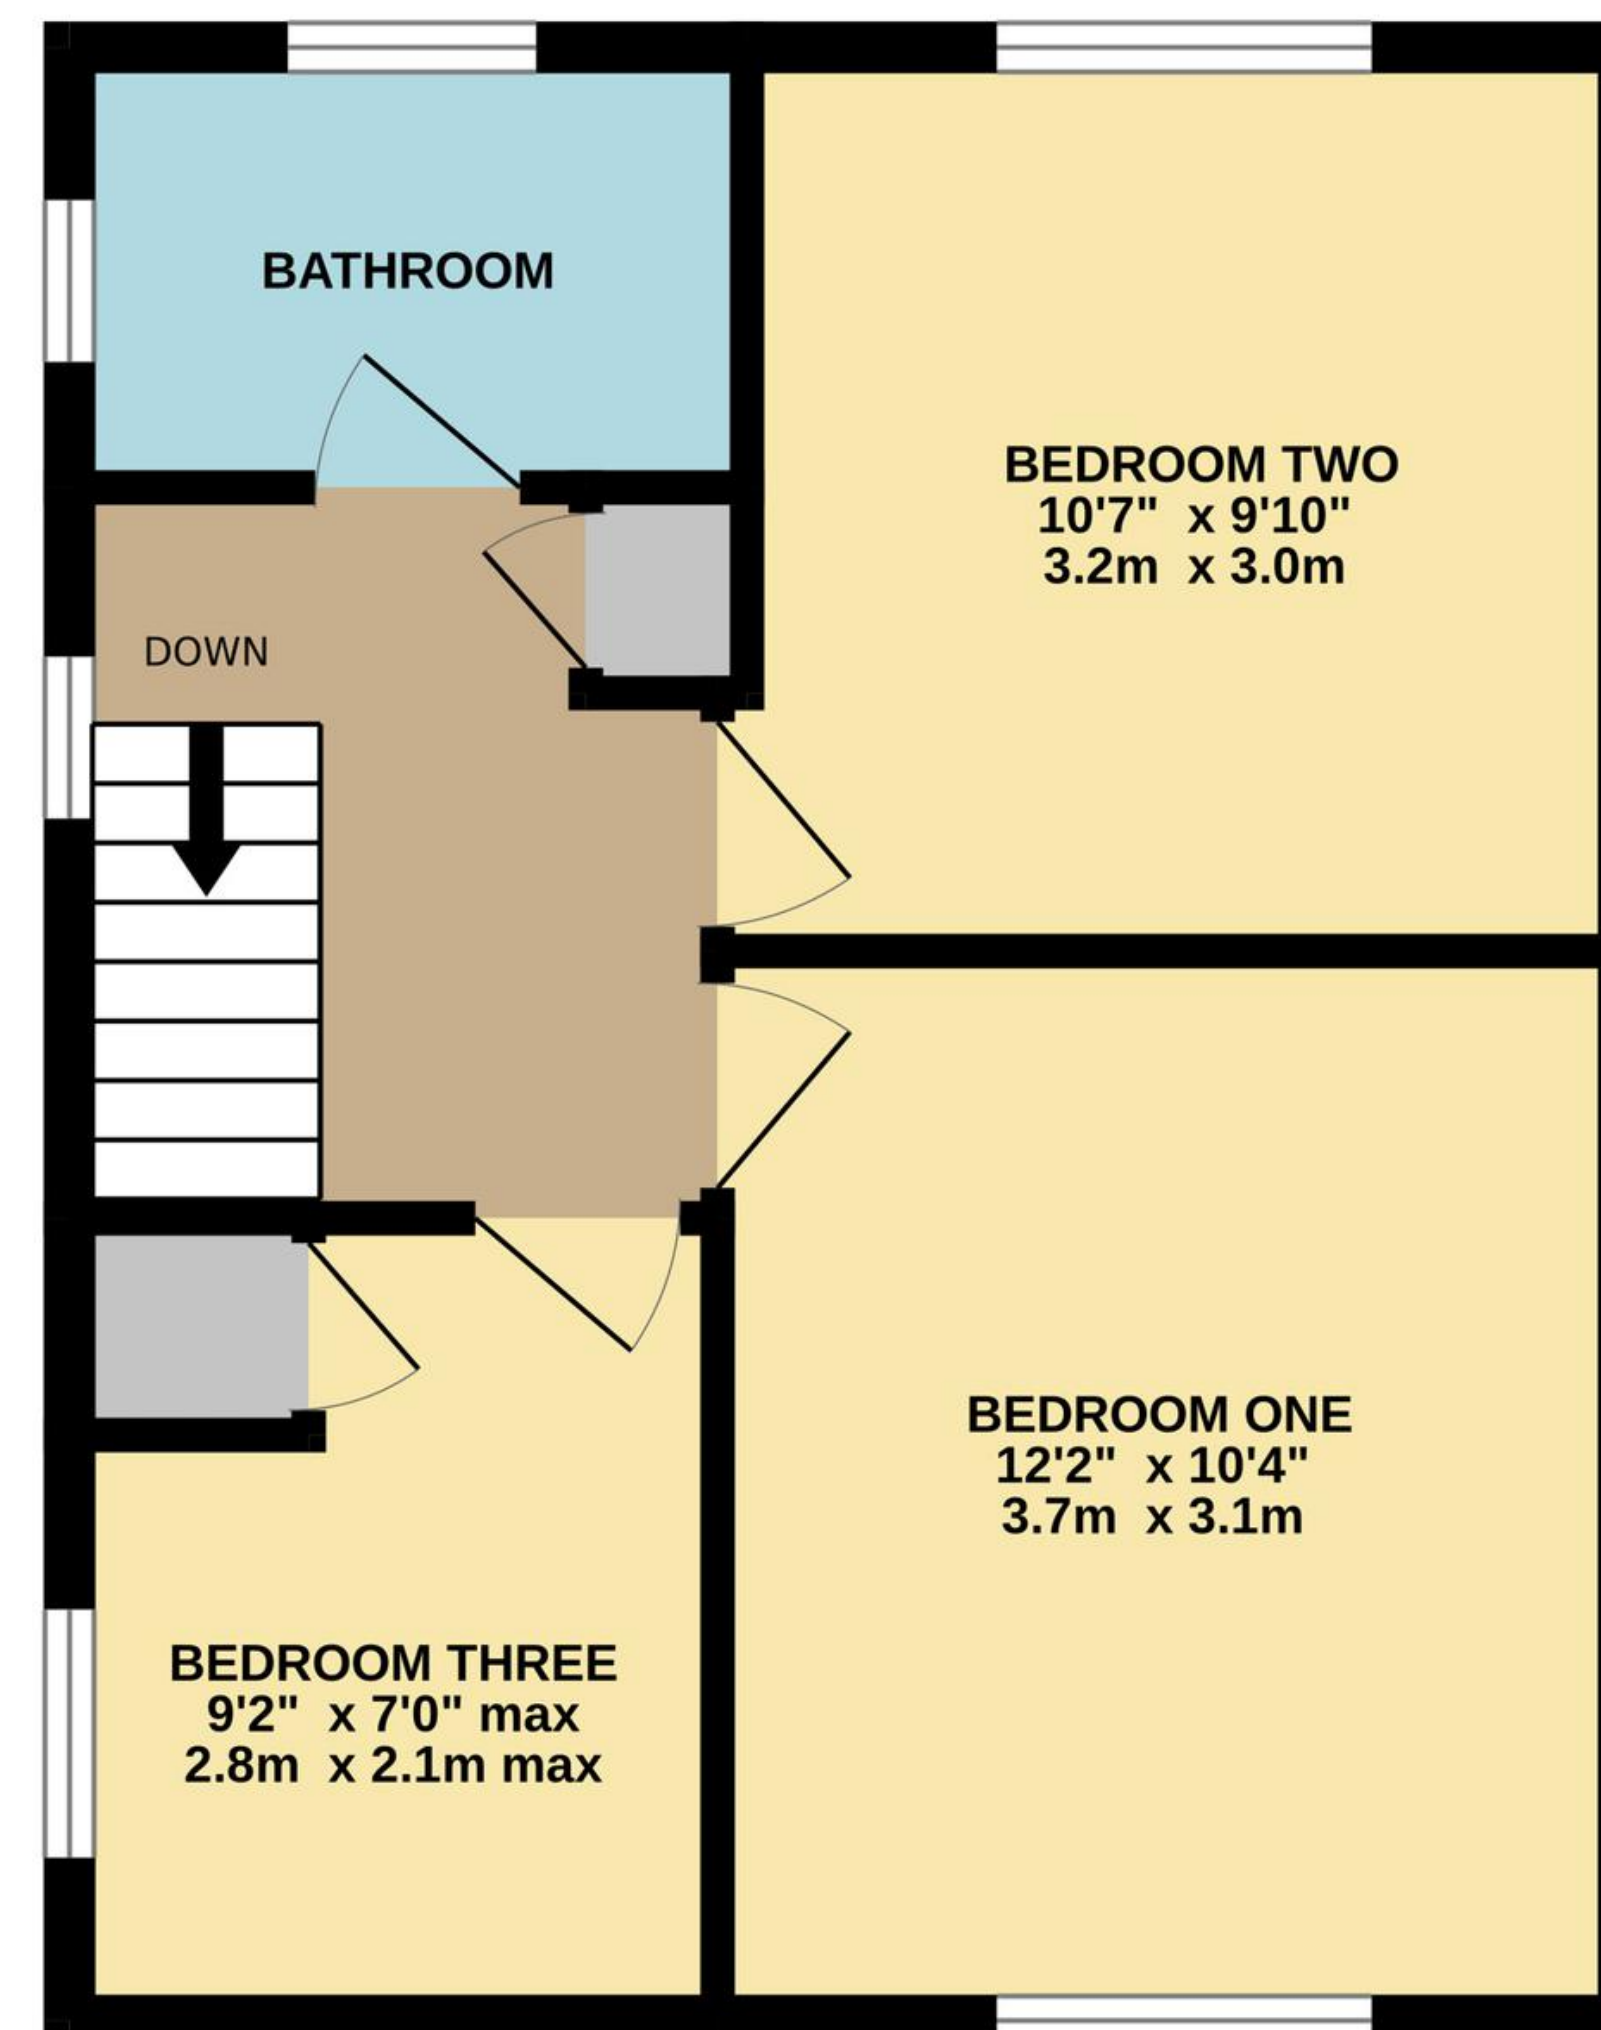 BATHROOM
BEDROOM TWO
10'7" x 9'10"
3.2m x 3.0m
DOWN
BEDROOM ONE
12'2" x 10'4"
3.7m x 3.1m
BEDROOM THREE
9'2" x 7'0" max
2.8m x 2.1m max